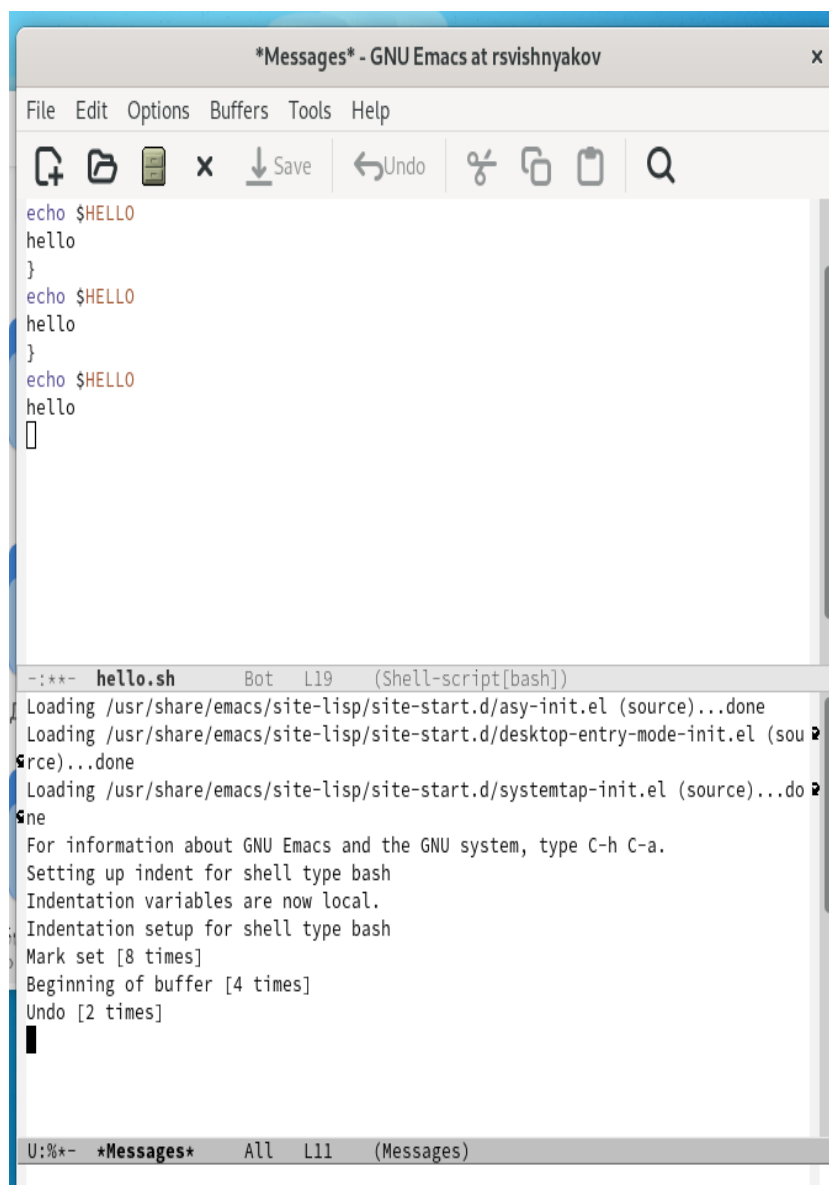 *Messages* - GNU Emacs at rsvishnyakov
File Edit Options Buffers Tools Help
Save Undo
echo $HELLO
hello
}
echo $HELLO
hello
}
echo $HELLO
hello
-:**- hello.sh Bot L19 (Shell-script[bash])
Loading /usr/share/emacs/site-lisp/site-start.d/asy-init.el (source)...done
Loading /usr/share/emacs/site-lisp/site-start.d/desktop-entry-mode-init.el (sou
rce)...done
Loading /usr/share/emacs/site-lisp/site-start.d/systemtap-init.el (source)...do
ne
For information about GNU Emacs and the GNU system, type C-h C-a.
Setting up indent for shell type bash
Indentation variables are now local.
Indentation setup for shell type bash
Mark set [8 times]
Beginning of buffer [4 times]
Undo [2 times]
U:%*- *Messages* All L11 (Messages)